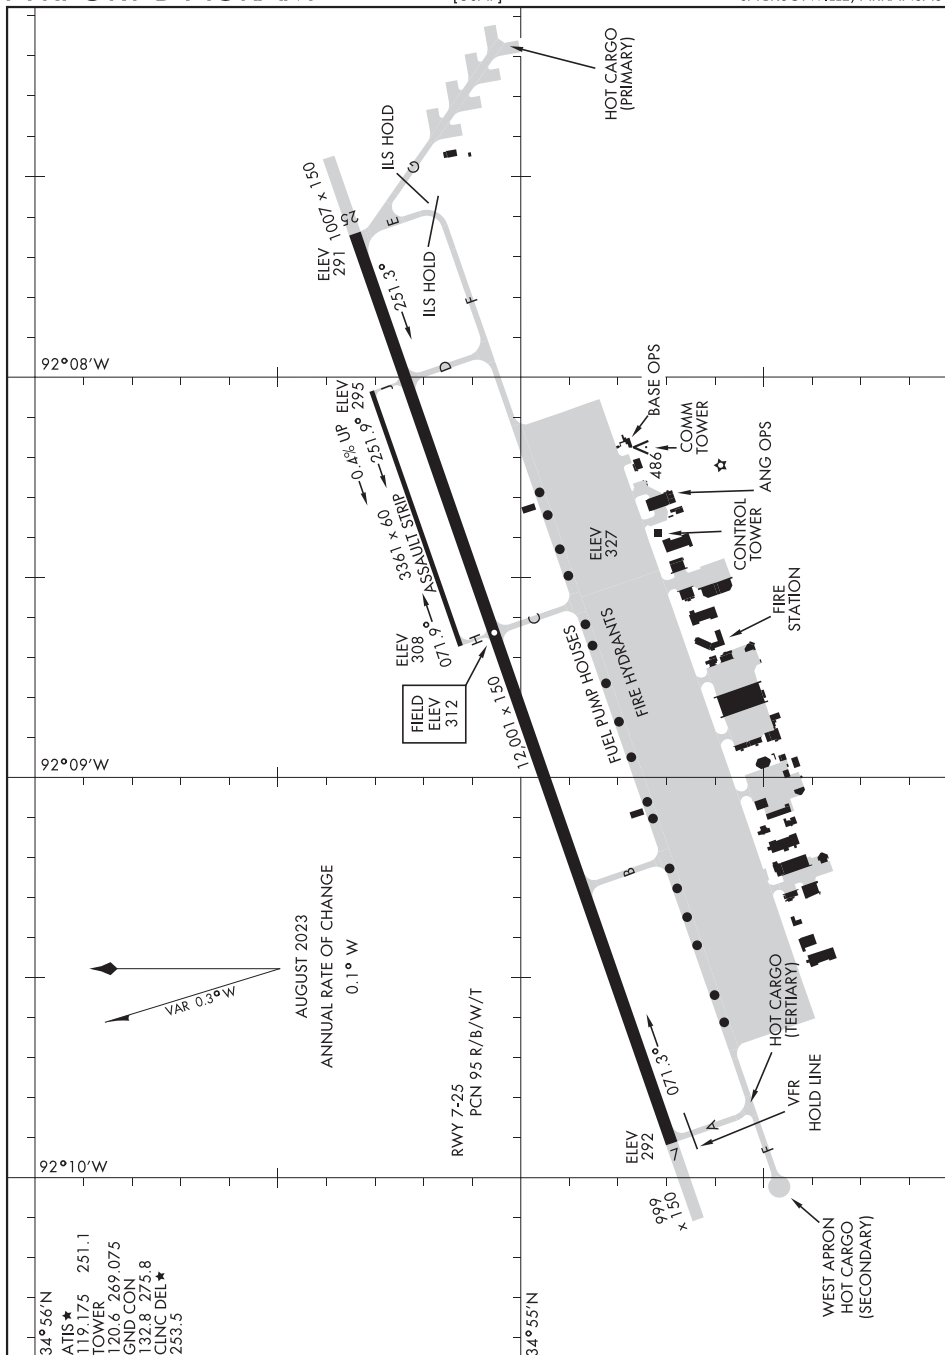 ATIS ★
119.175 251.1
TOWER
120.6 269.075
GND CON
132.8 275.8
CLNC DEL ★
253.5
34°56'N
34°55'N
92°10'W
92°09'W
92°08'W
VAR 0.3° W
AUGUST 2023
ANNUAL RATE OF CHANGE
0.1° W
RWY 7-25
PCN 95 R/B/W/T
HOT CARGO
(PRIMARY)
ILS HOLD
ILS HOLD
G
E
F
D
J
1007 × 150
25
ELEV
291
251.3°
ELEV
295
0.4% UP
251.9°
3361 × 60
ASSAULT STRIP
071.9°
ELEV
308
H
C
FIELD
ELEV
312
12,001 × 150
FUEL PUMP HOUSES
FIRE HYDRANTS
ELEV
327
BASE OPS
COMM
TOWER
486
ANG OPS
CONTROL
TOWER
FIRE
STATION
B
071.3°
ELEV
292
7
999
× 150
A
F
HOT CARGO
(TERTIARY)
VFR
HOLD LINE
WEST APRON
HOT CARGO
(SECONDARY)